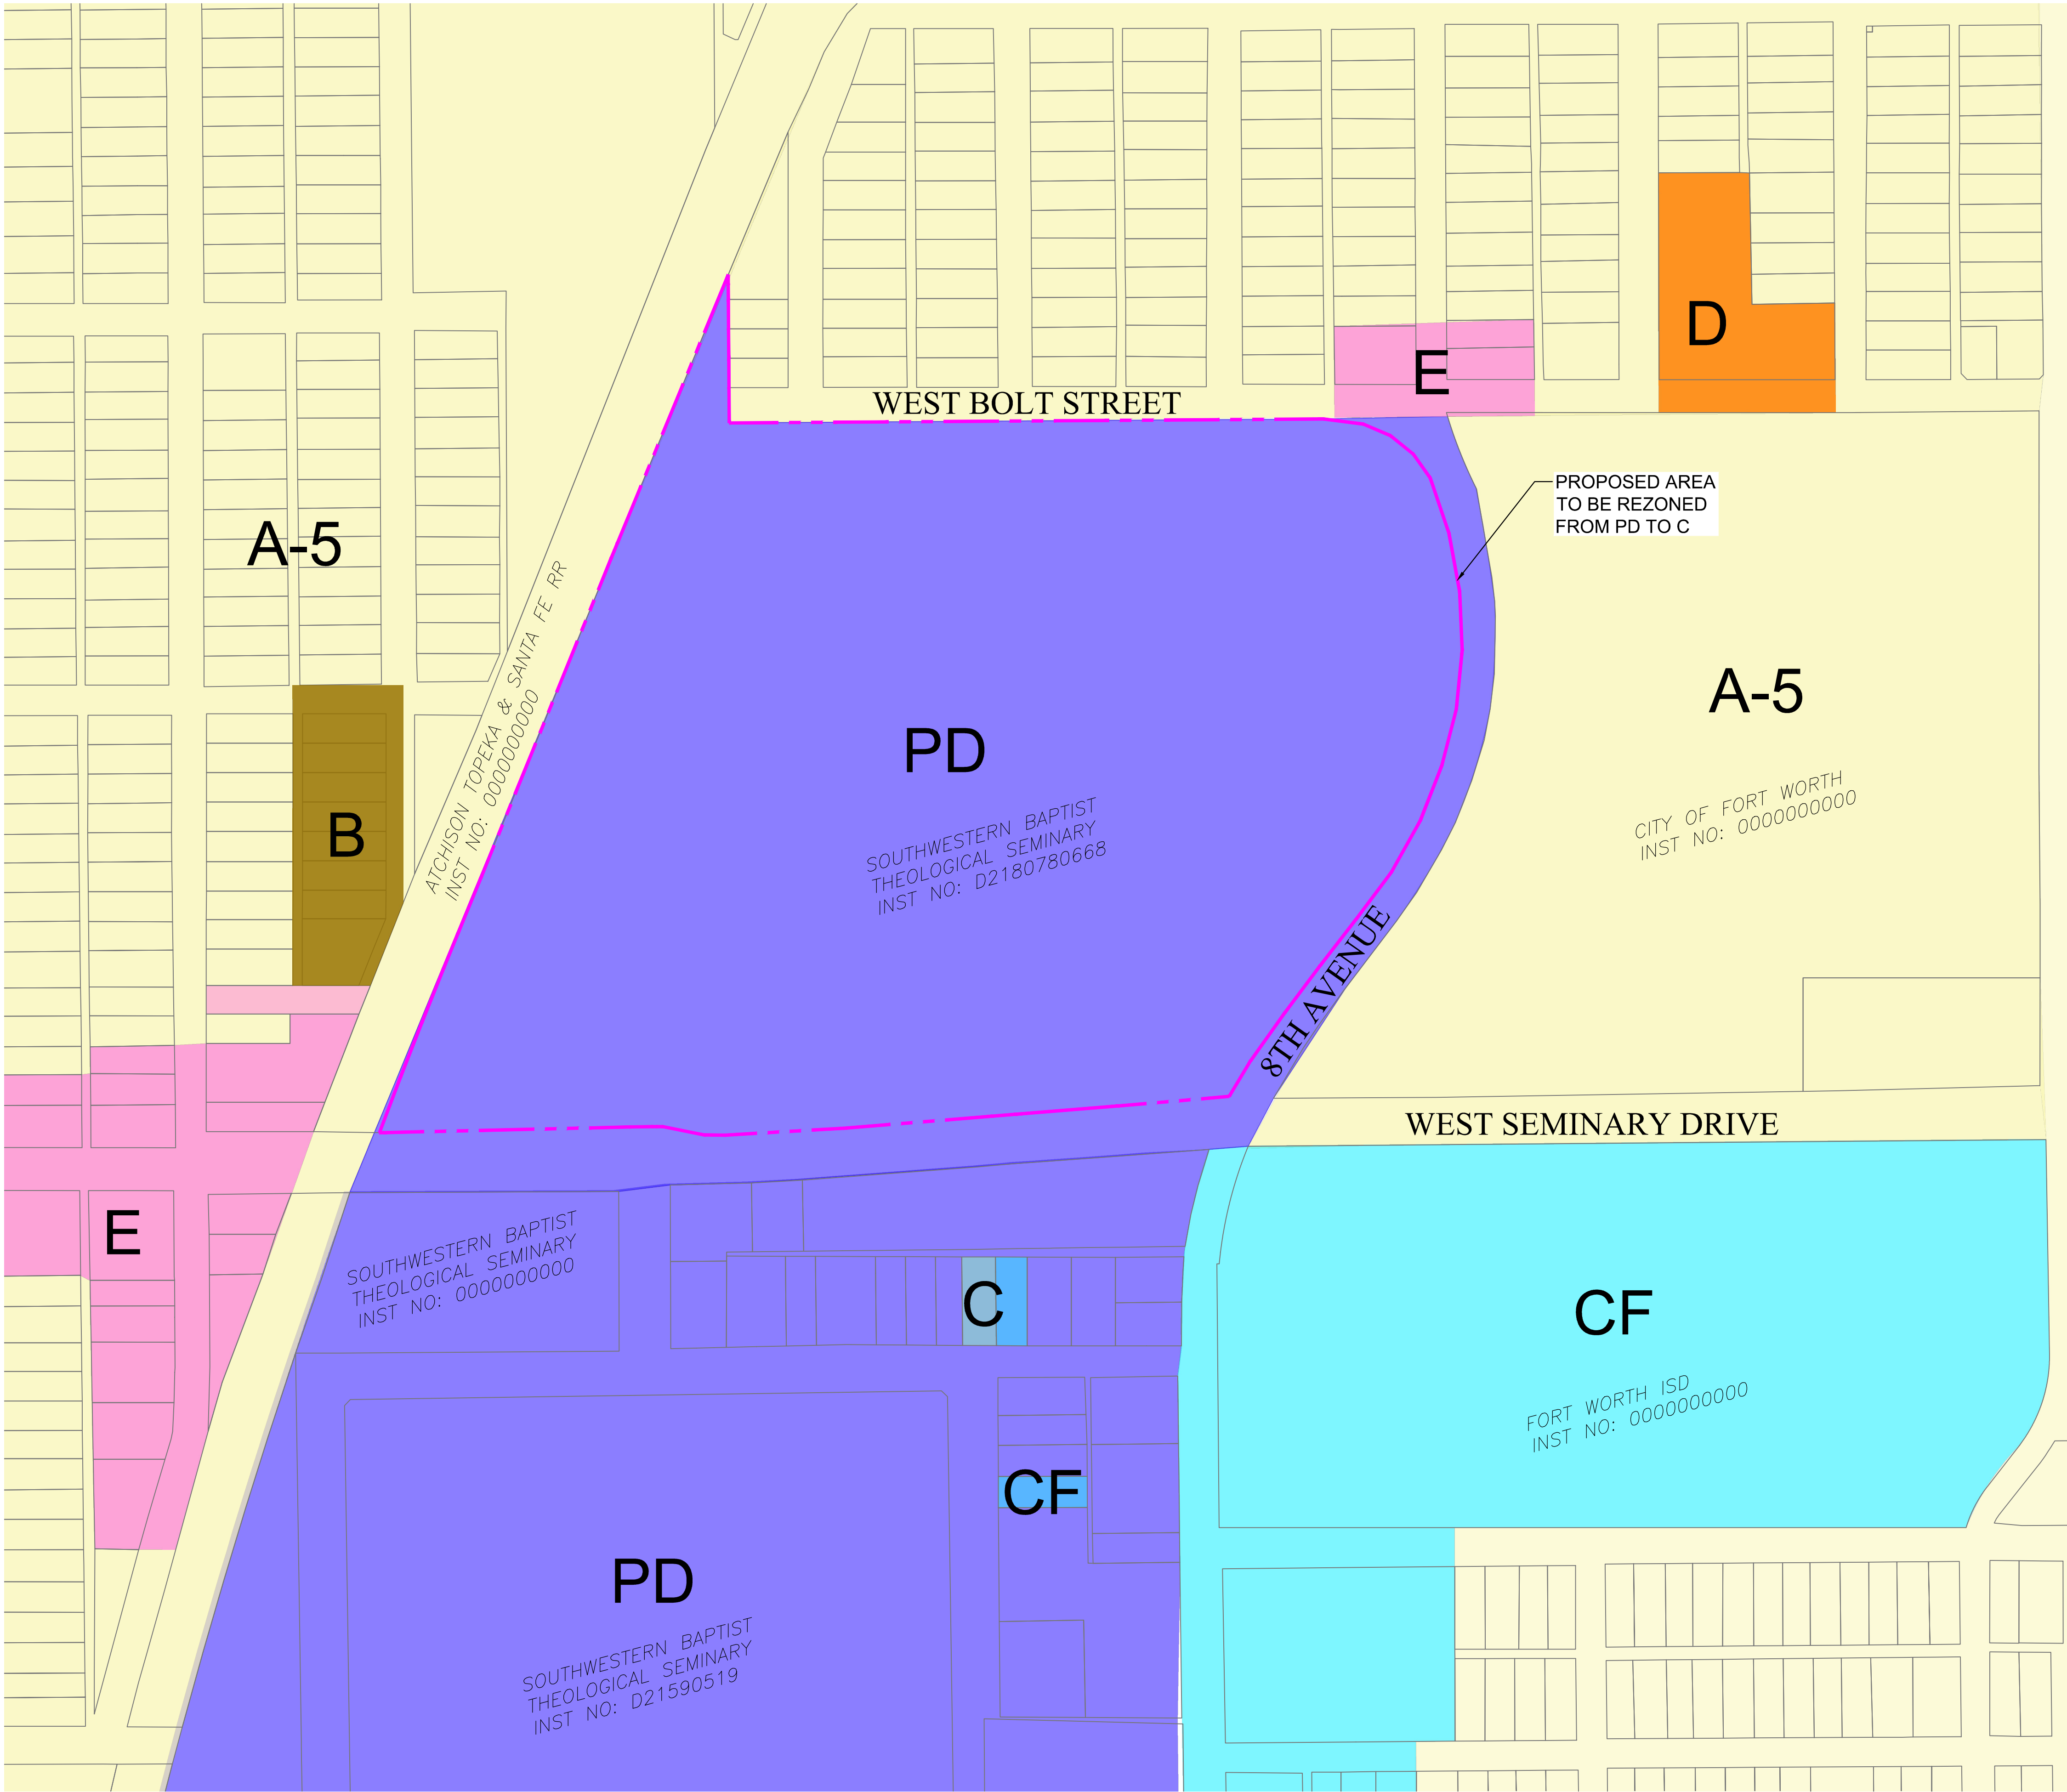 D
E
WEST BOLT STREET
PROPOSED AREA
TO BE REZONED
FROM PD TO C
A-5
ATCHISON TOPEKA & SANTA FE RR
INST NO: 0000000000
A-5
PD
SOUTHWESTERN BAPTIST
THEOLOGICAL SEMINARY
INST NO: D2180780668
CITY OF FORT WORTH
INST NO: 0000000000
B
8TH AVENUE
WEST SEMINARY DRIVE
E
SOUTHWESTERN BAPTIST
THEOLOGICAL SEMINARY
INST NO: 0000000000
C
CF
FORT WORTH ISD
INST NO: 0000000000
CF
PD
SOUTHWESTERN BAPTIST
THEOLOGICAL SEMINARY
INST NO: D21590519